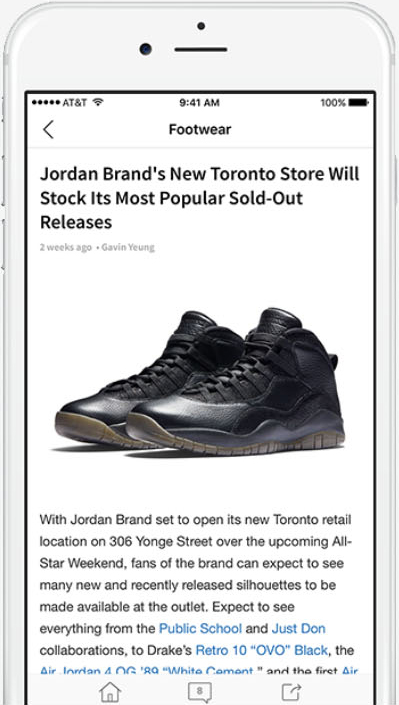 AT&T 9:41 AM 100%
Footwear
Jordan Brand's New Toronto Store Will
Stock Its Most Popular Sold-Out
Releases
2 weeks ago • Gavin Yeung
With Jordan Brand set to open its new Toronto retail
location on 306 Yonge Street over the upcoming All-
Star Weekend, fans of the brand can expect to see
many new and recently released silhouettes to be
made available at the outlet. Expect to see
everything from the Public School and Just Don
collaborations, to Drake's Retro 10 “OVO” Black, the
Air Jordan 4 OG ’89 “White Cement,” and the first Air
8